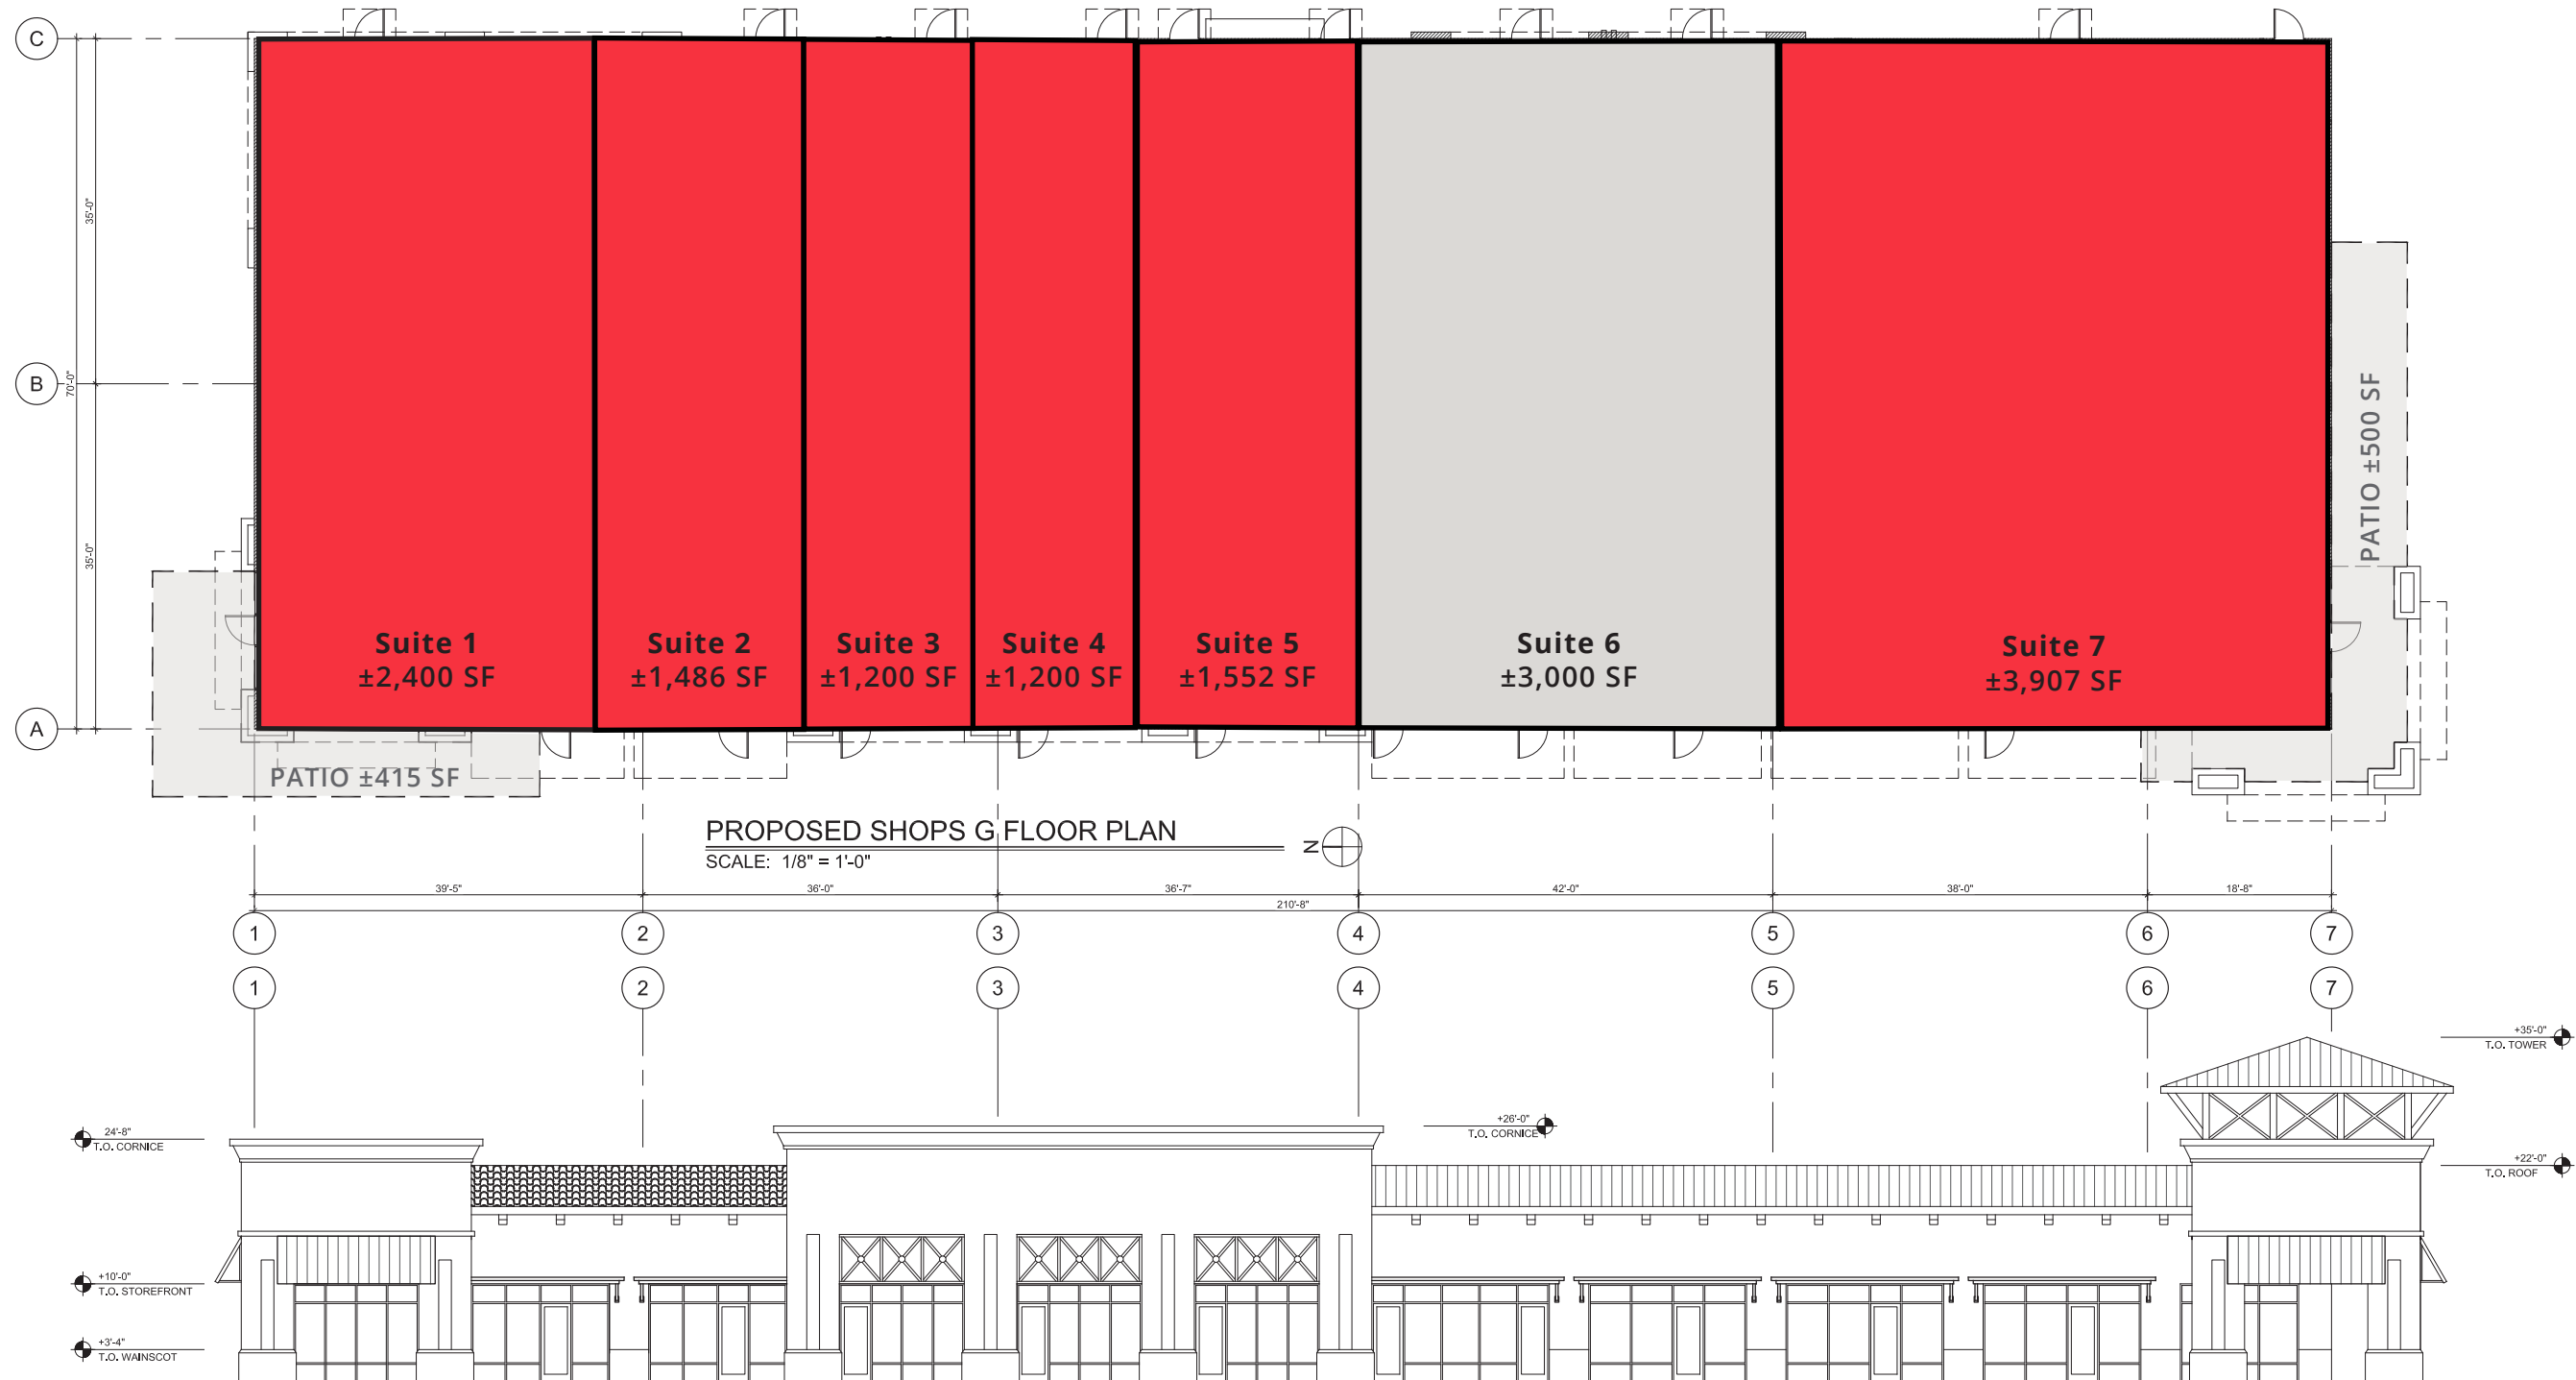 C
B
A
35'-0"
70'-0"
35'-0"
Suite 1
±2,400 SF
Suite 2
±1,486 SF
Suite 3
±1,200 SF
Suite 4
±1,200 SF
Suite 5
±1,552 SF
Suite 6
±3,000 SF
Suite 7
±3,907 SF
PATIO ±500 SF
PATIO ±415 SF
PROPOSED SHOPS G FLOOR PLAN
SCALE: 1/8" = 1'-0"
N
39'-5"
36'-0"
36'-7"
42'-0"
38'-0"
18'-8"
210'-8"
1
2
3
4
5
6
7
1
2
3
4
5
6
7
+35'-0"
T.O. TOWER
+26'-0"
T.O. CORNICE
24'-8"
T.O. CORNICE
+22'-0"
T.O. ROOF
+10'-0"
T.O. STOREFRONT
+3'-4"
T.O. WAINSCOT